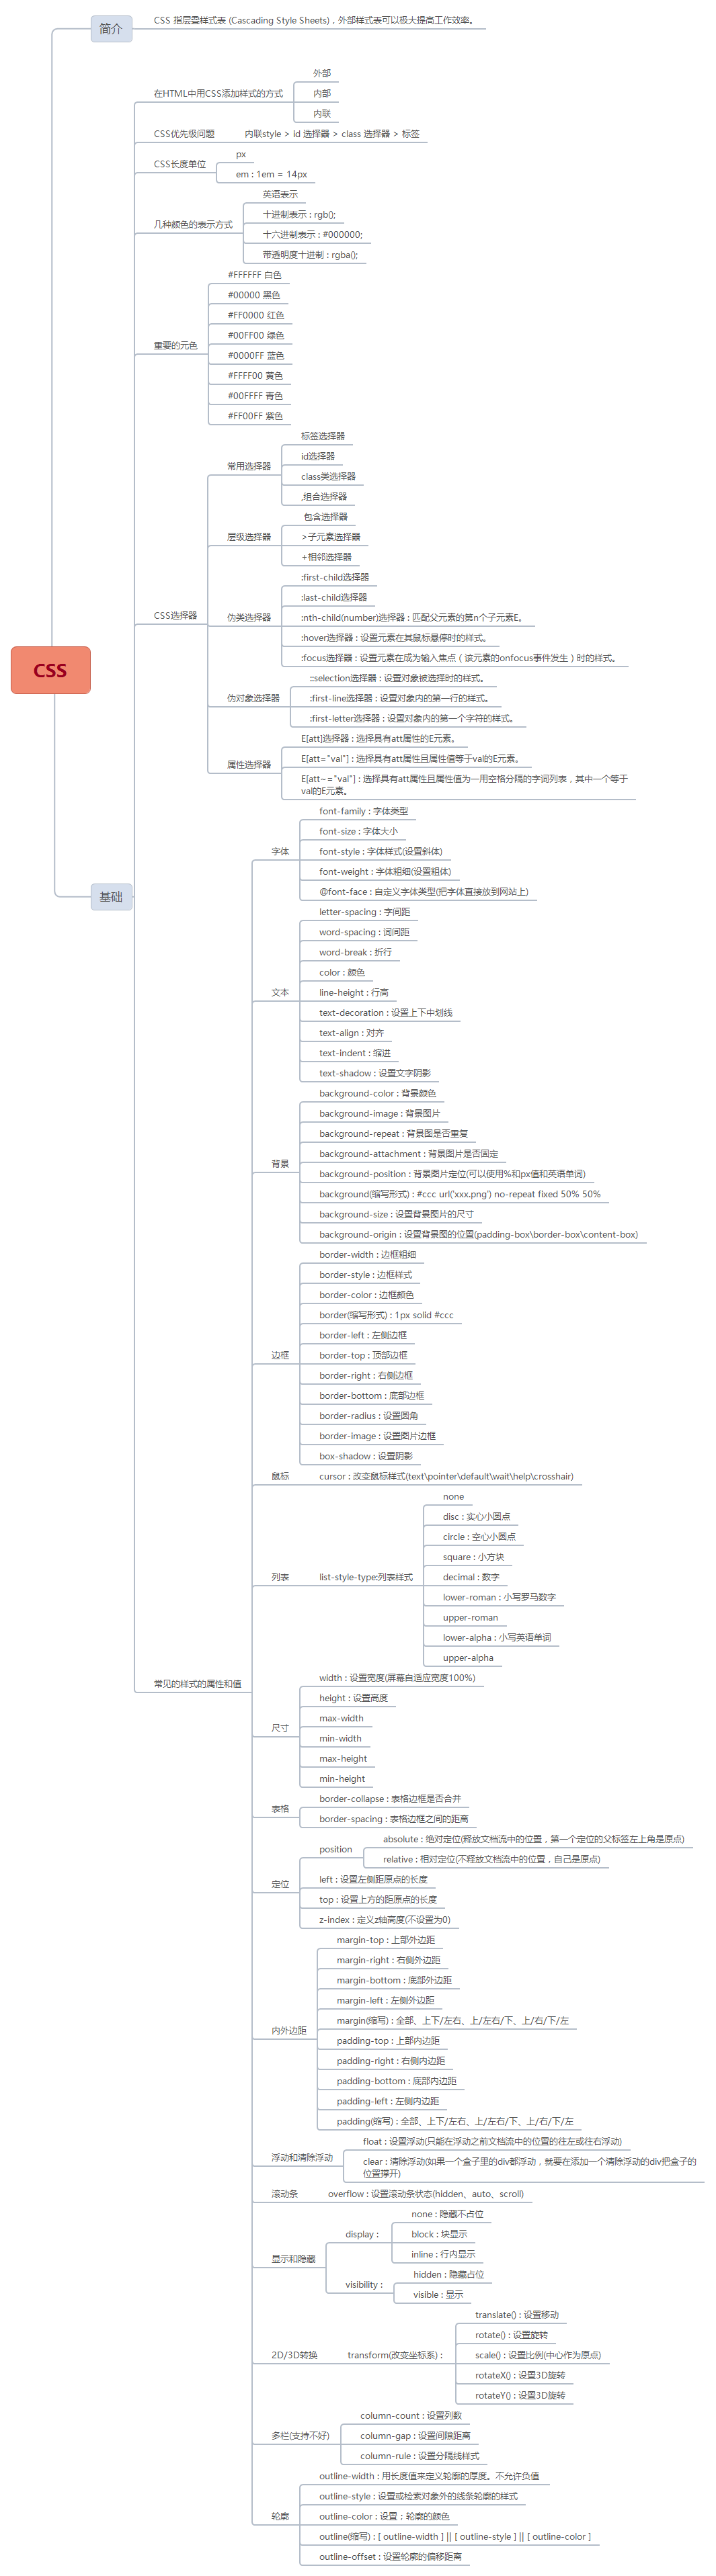 CSS
简介
CSS 指层叠样式表 (Cascading Style Sheets)，外部样式表可以极大提高工作效率。
基础
在HTML中用CSS添加样式的方式
外部
内部
内联
CSS优先级问题
内联style > id 选择器 > class 选择器 > 标签
CSS长度单位
px
em : 1em = 14px
几种颜色的表示方式
英语表示
十进制表示 : rgb();
十六进制表示 : #000000;
带透明度十进制 : rgba();
重要的元色
#FFFFFF 白色
#00000 黑色
#FF0000 红色
#00FF00 绿色
#0000FF 蓝色
#FFFF00 黄色
#00FFFF 青色
#FF00FF 紫色
CSS选择器
常用选择器
标签选择器
id选择器
class类选择器
,组合选择器
层级选择器
包含选择器
>子元素选择器
+相邻选择器
伪类选择器
:first-child选择器
:last-child选择器
:nth-child(number)选择器 : 匹配父元素的第n个子元素E。
:hover选择器 : 设置元素在其鼠标悬停时的样式。
:focus选择器 : 设置元素在成为输入焦点（该元素的onfocus事件发生）时的样式。
伪对象选择器
::selection选择器 : 设置对象被选择时的样式。
:first-line选择器 : 设置对象内的第一行的样式。
:first-letter选择器 : 设置对象内的第一个字符的样式。
属性选择器
E[att]选择器 : 选择具有att属性的E元素。
E[att="val"] : 选择具有att属性且属性值等于val的E元素。
E[att~="val"] : 选择具有att属性且属性值为一用空格分隔的字词列表，其中一个等于
val的E元素。
常见的样式的属性和值
字体
font-family : 字体类型
font-size : 字体大小
font-style : 字体样式(设置斜体)
font-weight : 字体粗细(设置粗体)
@font-face : 自定义字体类型(把字体直接放到网站上)
文本
letter-spacing : 字间距
word-spacing : 词间距
word-break : 折行
color : 颜色
line-height : 行高
text-decoration : 设置上下中划线
text-align : 对齐
text-indent : 缩进
text-shadow : 设置文字阴影
背景
background-color : 背景颜色
background-image : 背景图片
background-repeat : 背景图是否重复
background-attachment : 背景图片是否固定
background-position : 背景图片定位(可以使用%和px值和英语单词)
background(缩写形式) : #ccc url('xxx.png') no-repeat fixed 50% 50%
background-size : 设置背景图片的尺寸
background-origin : 设置背景图的位置(padding-box\border-box\content-box)
边框
border-width : 边框粗细
border-style : 边框样式
border-color : 边框颜色
border(缩写形式) : 1px solid #ccc
border-left : 左侧边框
border-top : 顶部边框
border-right : 右侧边框
border-bottom : 底部边框
border-radius : 设置圆角
border-image : 设置图片边框
box-shadow : 设置阴影
鼠标
cursor : 改变鼠标样式(text\pointer\default\wait\help\crosshair)
列表
list-style-type:列表样式
none
disc : 实心小圆点
circle : 空心小圆点
square : 小方块
decimal : 数字
lower-roman : 小写罗马数字
upper-roman
lower-alpha : 小写英语单词
upper-alpha
尺寸
width : 设置宽度(屏幕自适应宽度100%)
height : 设置高度
max-width
min-width
max-height
min-height
表格
border-collapse : 表格边框是否合并
border-spacing : 表格边框之间的距离
定位
position
absolute : 绝对定位(释放文档流中的位置，第一个定位的父标签左上角是原点)
relative : 相对定位(不释放文档流中的位置，自己是原点)
left : 设置左侧距原点的长度
top : 设置上方的距原点的长度
z-index : 定义z轴高度(不设置为0)
内外边距
margin-top : 上部外边距
margin-right : 右侧外边距
margin-bottom : 底部外边距
margin-left : 左侧外边距
margin(缩写) : 全部、上下/左右、上/左右/下、上/右/下/左
padding-top : 上部内边距
padding-right : 右侧内边距
padding-bottom : 底部内边距
padding-left : 左侧内边距
padding(缩写) : 全部、上下/左右、上/左右/下、上/右/下/左
浮动和清除浮动
float : 设置浮动(只能在浮动之前文档流中的位置的往左或往右浮动)
clear : 清除浮动(如果一个盒子里的div都浮动，就要在添加一个清除浮动的div把盒子的
位置撑开)
滚动条
overflow : 设置滚动条状态(hidden、auto、scroll)
显示和隐藏
display :
none : 隐藏不占位
block : 块显示
inline : 行内显示
visibility :
hidden : 隐藏占位
visible : 显示
2D/3D转换
transform(改变坐标系) :
translate() : 设置移动
rotate() : 设置旋转
scale() : 设置比例(中心作为原点)
rotateX() : 设置3D旋转
rotateY() : 设置3D旋转
多栏(支持不好)
column-count : 设置列数
column-gap : 设置间隙距离
column-rule : 设置分隔线样式
轮廓
outline-width : 用长度值来定义轮廓的厚度。不允许负值
outline-style : 设置或检索对象外的线条轮廓的样式
outline-color : 设置 : 轮廓的颜色
outline(缩写) : [ outline-width ] || [ outline-style ] || [ outline-color ]
outline-offset : 设置轮廓的偏移距离